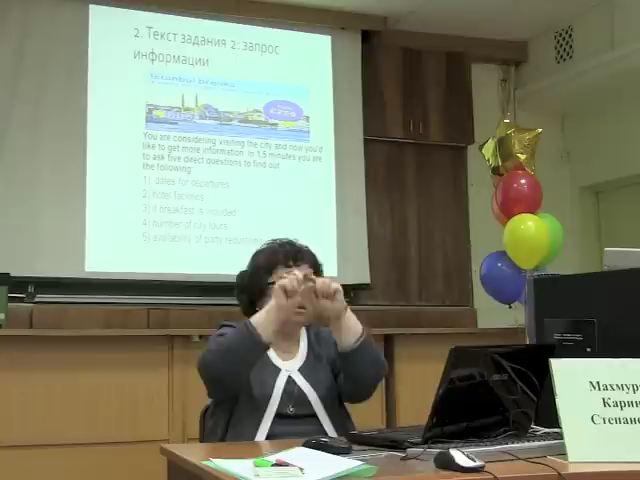 2. Текст задания 2: запрос
информации
You are considering visiting the city and now you'd
like to get more information. In 1.5 minutes you are
to ask five direct questions to find out
the following:
1) dates for departures
2) hotel facilities
3) if breakfast is included
4) number of city tours
5) availability of
Карин
Степан